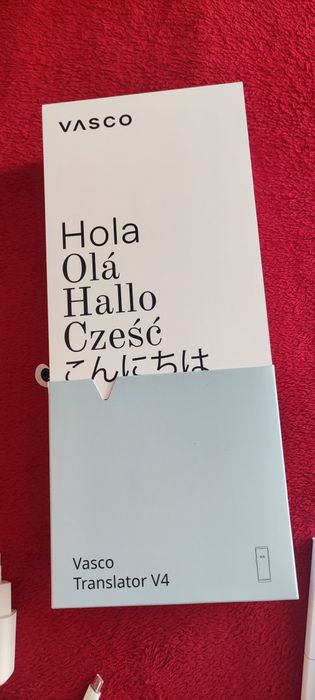 VASCO
Hola
Olá
Hallo
Cześć
こんにちは
Vasco
Translator V4